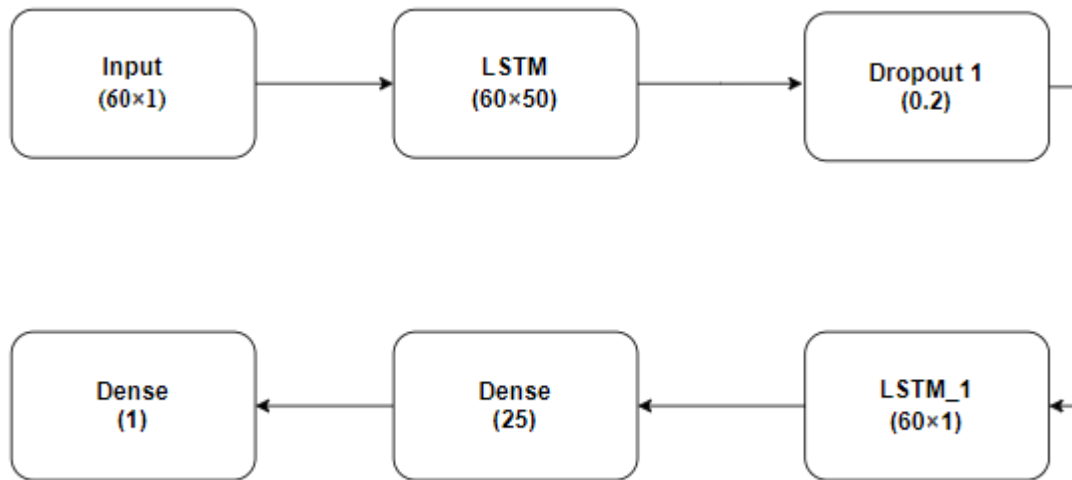 Input
(60×1)
LSTM
(60×50)
Dropout 1
(0.2)
LSTM_1
(60×1)
Dense
(25)
Dense
(1)